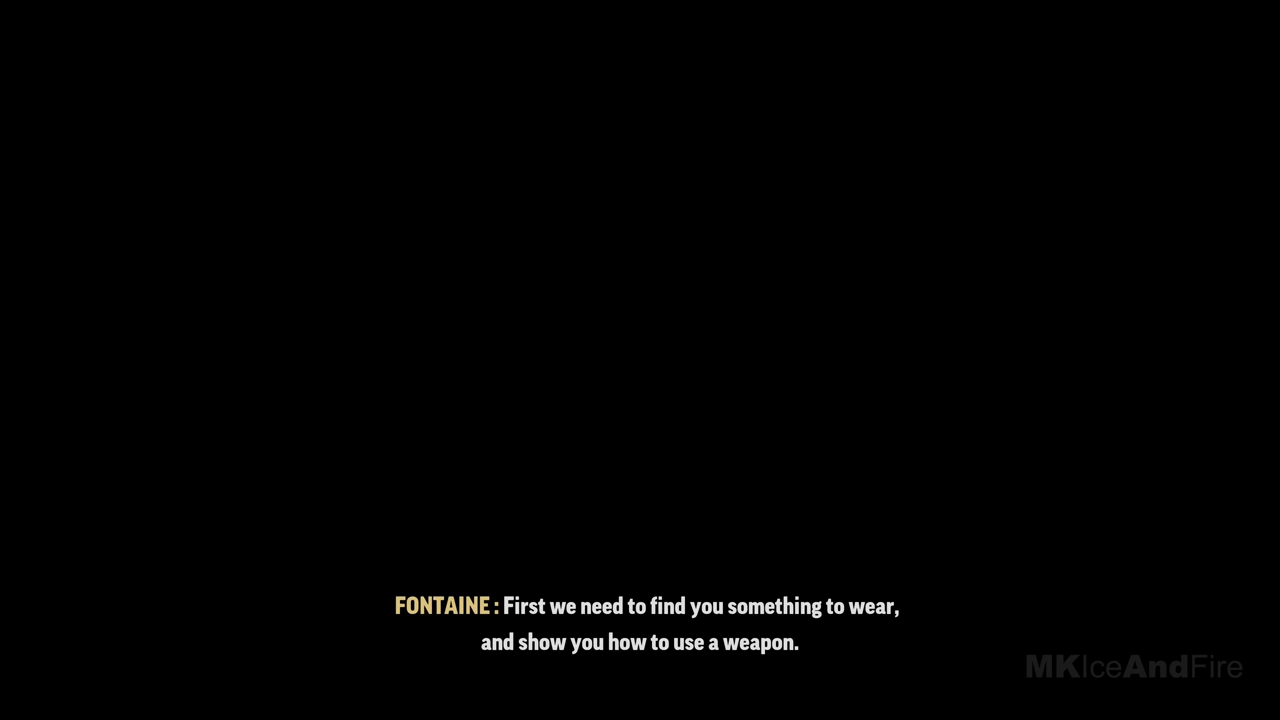 FONTAINE : First we need to find you something to wear,
and show you how to use a weapon.
MKIceAndFire